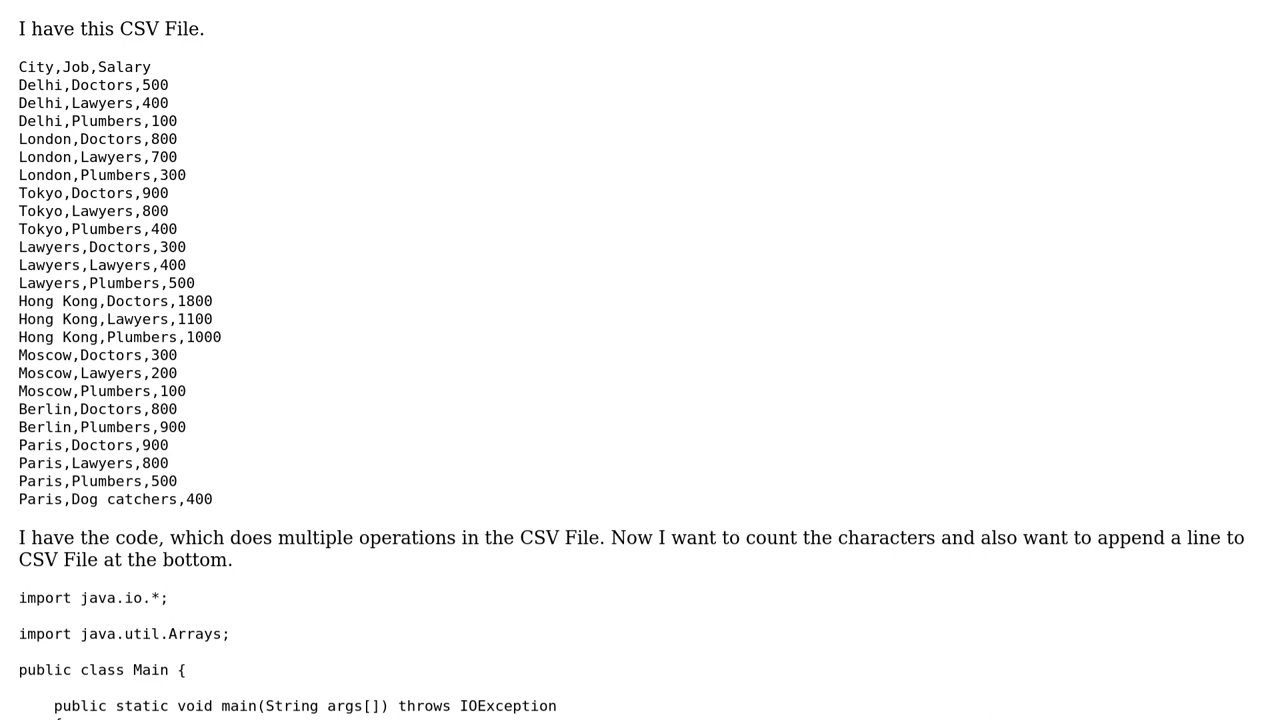 I have this CSV File.
City,Job,Salary
Delhi,Doctors,500
Delhi,Lawyers,400
Delhi,Plumbers,100
London,Doctors,800
London,Lawyers,700
London,Plumbers,300
Tokyo,Doctors,900
Tokyo,Lawyers,800
Tokyo,Plumbers,400
Lawyers,Doctors,300
Lawyers,Lawyers,400
Lawyers,Plumbers,500
Hong Kong,Doctors,1800
Hong Kong,Lawyers,1100
Hong Kong,Plumbers,1000
Moscow,Doctors,300
Moscow,Lawyers,200
Moscow,Plumbers,100
Berlin,Doctors,800
Berlin,Plumbers,900
Paris,Doctors,900
Paris,Lawyers,800
Paris,Plumbers,500
Paris,Dog catchers,400
I have the code, which does multiple operations in the CSV File. Now I want to count the characters and also want to append a line to
CSV File at the bottom.
import java.io.*;
import java.util.Arrays;
public class Main {
    public static void main(String args[]) throws IOException